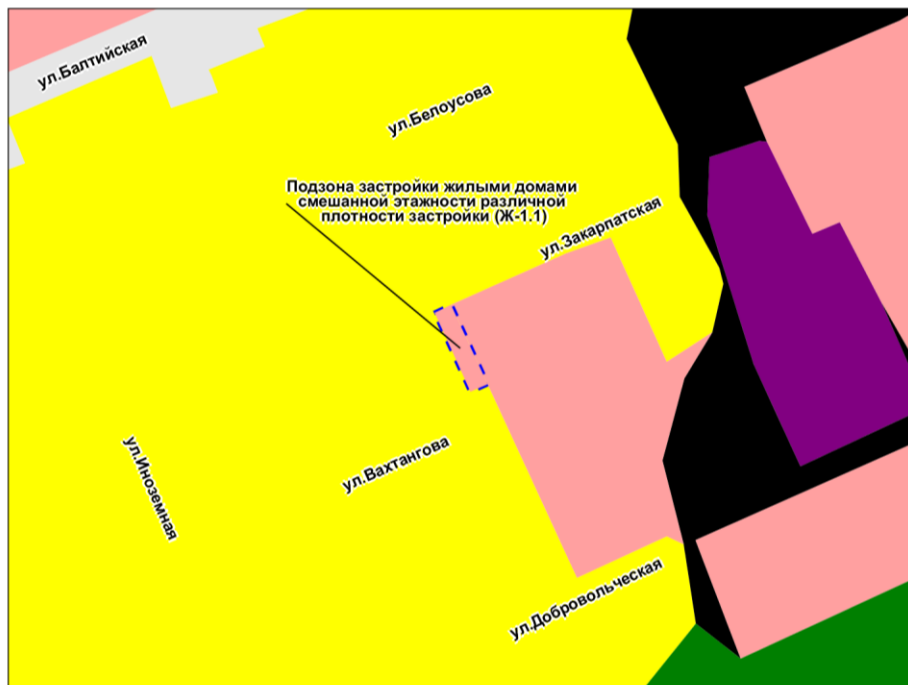 ул.Балтийская
ул.Белоусова
Подзона застройки жилыми домами
смешанной этажности различной
плотности застройки (Ж-1.1)
ул.Закарпатская
ул.Иноземная
ул.Вахтангова
ул.Добровольческая